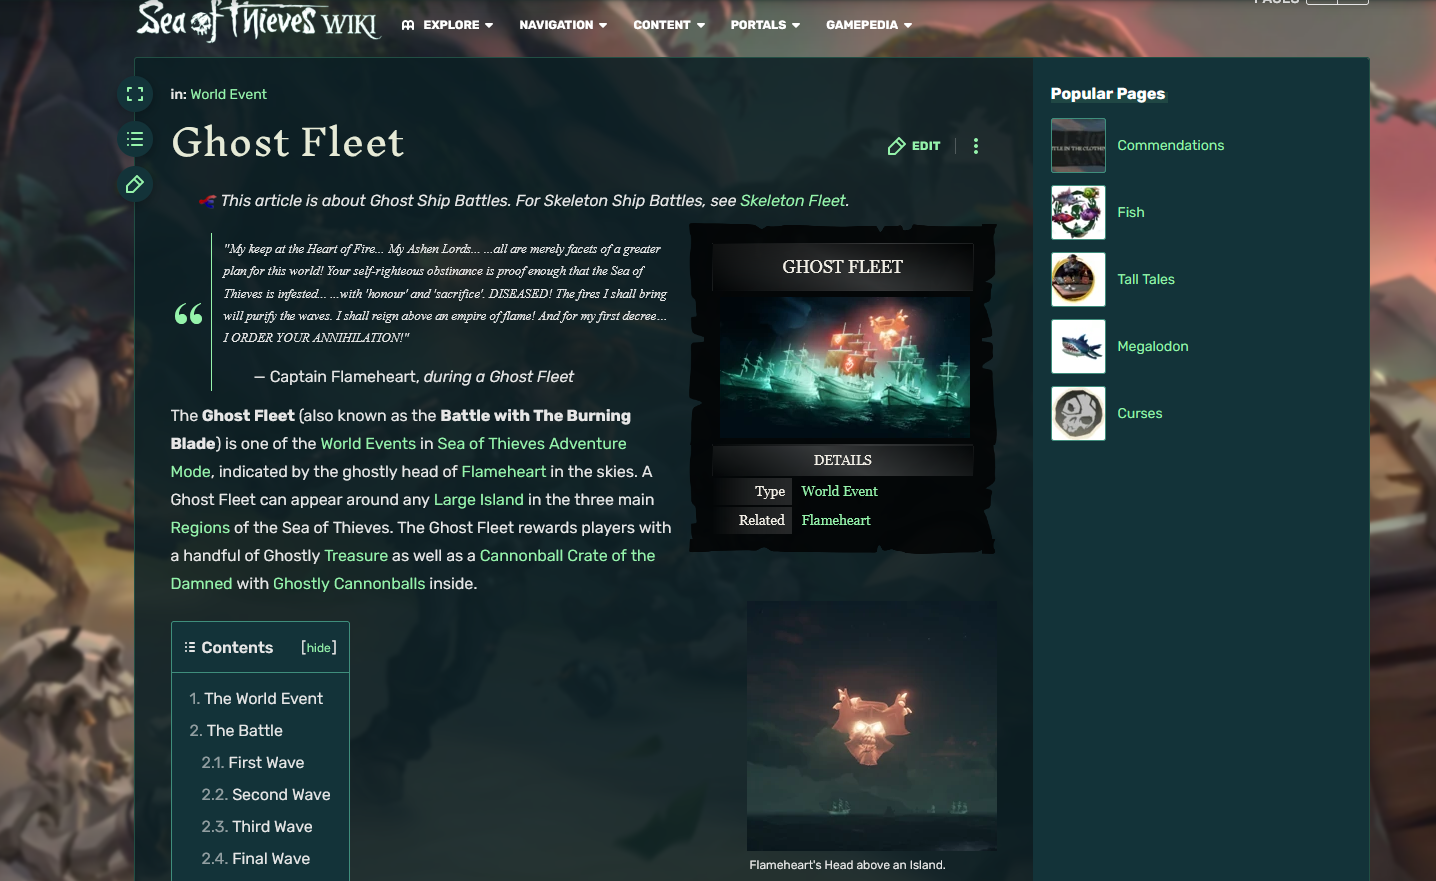 Sea of Thieves WIKI
EXPLORE
NAVIGATION
CONTENT
PORTALS
GAMEPEDIA
in: World Event
Ghost Fleet
EDIT
This article is about Ghost Ship Battles. For Skeleton Ship Battles, see Skeleton Fleet.
"My keep at the Heart of Fire... My Ashen Lords... ...all are merely facets of a greater
plan for this world! Your self-righteous obstinance is proof enough that the Sea of
Thieves is infested... ...with 'honour' and 'sacrifice'. DISEASED! The fires I shall bring
will purify the waves. I shall reign above an empire of flame! And for my first decree...
I ORDER YOUR ANNIHILATION!"
— Captain Flameheart, during a Ghost Fleet
The Ghost Fleet (also known as the Battle with The Burning
Blade) is one of the World Events in Sea of Thieves Adventure
Mode, indicated by the ghostly head of Flameheart in the skies. A
Ghost Fleet can appear around any Large Island in the three main
Regions of the Sea of Thieves. The Ghost Fleet rewards players with
a handful of Ghostly Treasure as well as a Cannonball Crate of the
Damned with Ghostly Cannonballs inside.
GHOST FLEET
DETAILS
Type World Event
Related Flameheart
Contents [hide]
1. The World Event
2. The Battle
2.1. First Wave
2.2. Second Wave
2.3. Third Wave
2.4. Final Wave
Flameheart's Head above an Island.
Popular Pages
Commendations
Fish
Tall Tales
Megalodon
Curses